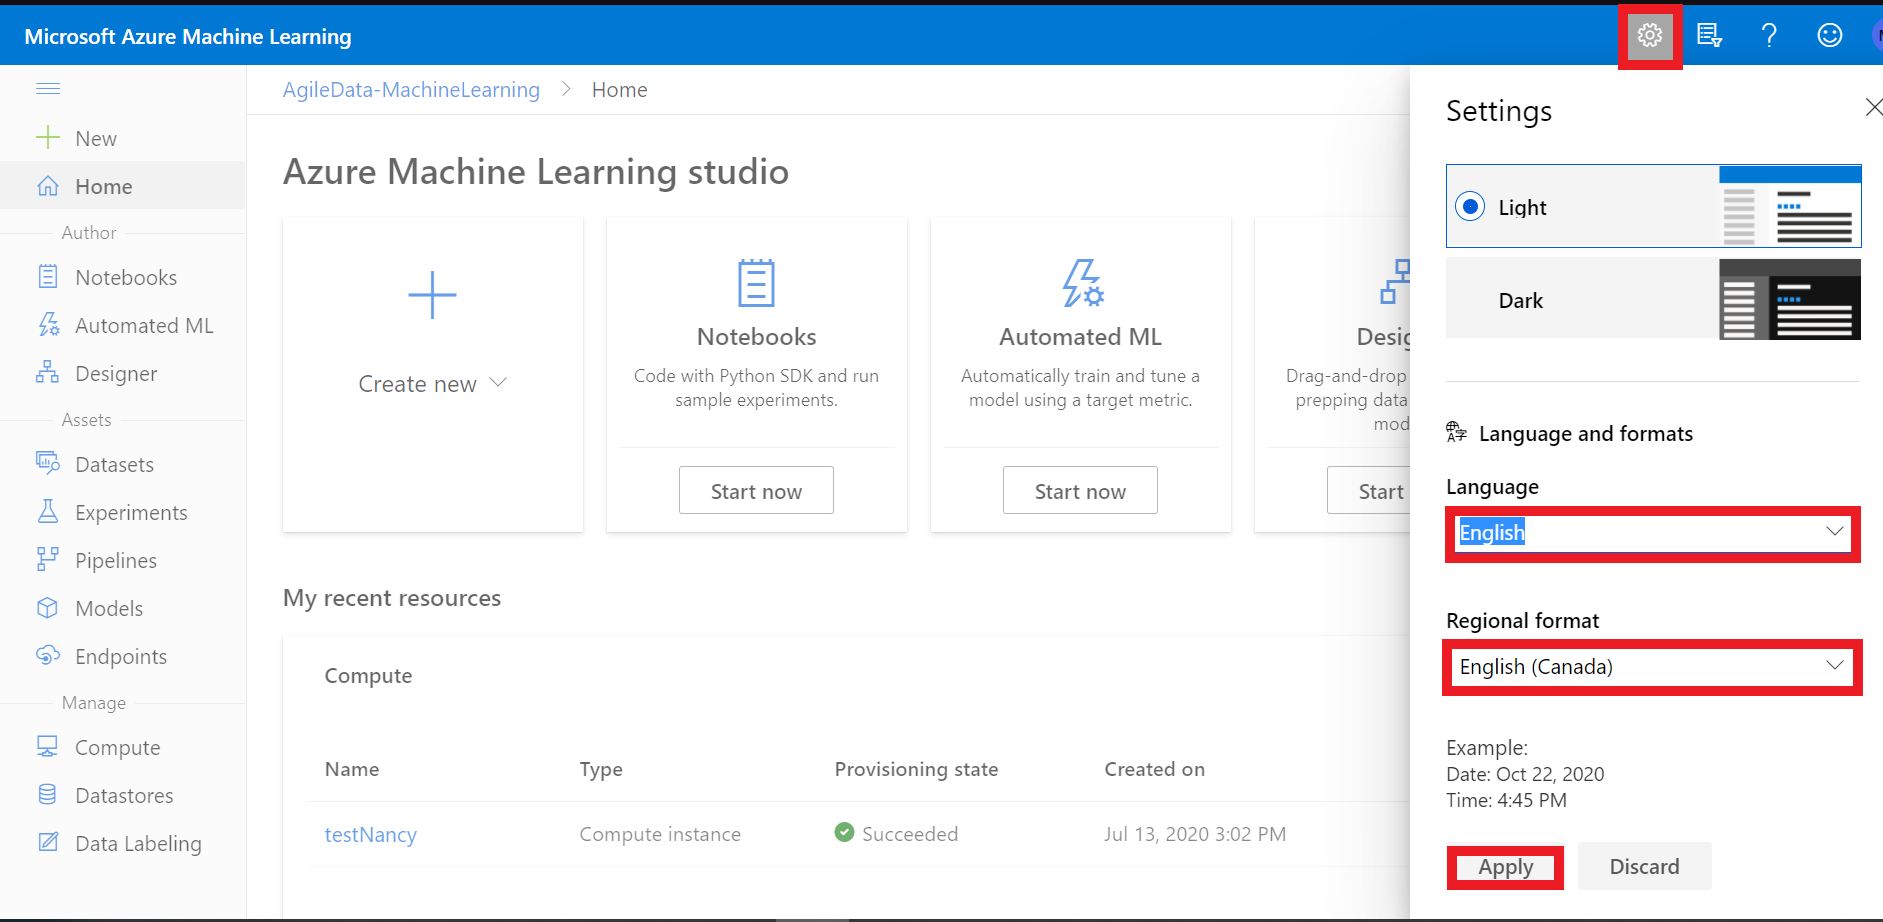 Microsoft Azure Machine Learning
New
Home
Author
Notebooks
Automated ML
Designer
Assets
Datasets
Experiments
Pipelines
Models
Endpoints
Manage
Compute
Datastores
Data Labeling
AgileData-MachineLearning > Home
Azure Machine Learning studio
Create new
Notebooks
Code with Python SDK and run
sample experiments.
Start now
Automated ML
Automatically train and tune a
model using a target metric.
Start now
Desig
Drag-and-drop
prepping data
mod
Start
My recent resources
Compute
Name Type Provisioning state Created on
testNancy Compute instance Succeeded Jul 13, 2020 3:02 PM
Settings
Light
Dark
Language and formats
Language
English
Regional format
English (Canada)
Example:
Date: Oct 22, 2020
Time: 4:45 PM
Apply Discard